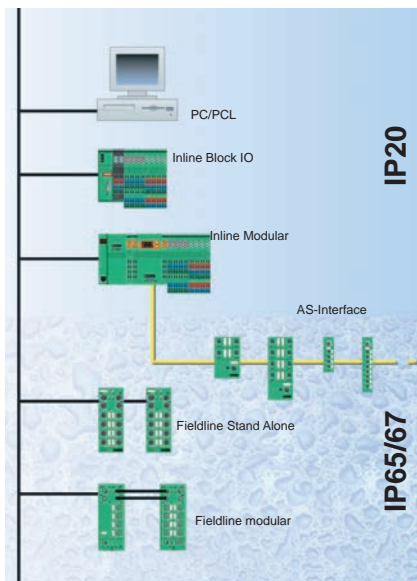 PC/PCL
Inline Block IO
IP20
Inline Modular
AS-Interface
Fieldline Stand Alone
IP65/67
Fieldline modular